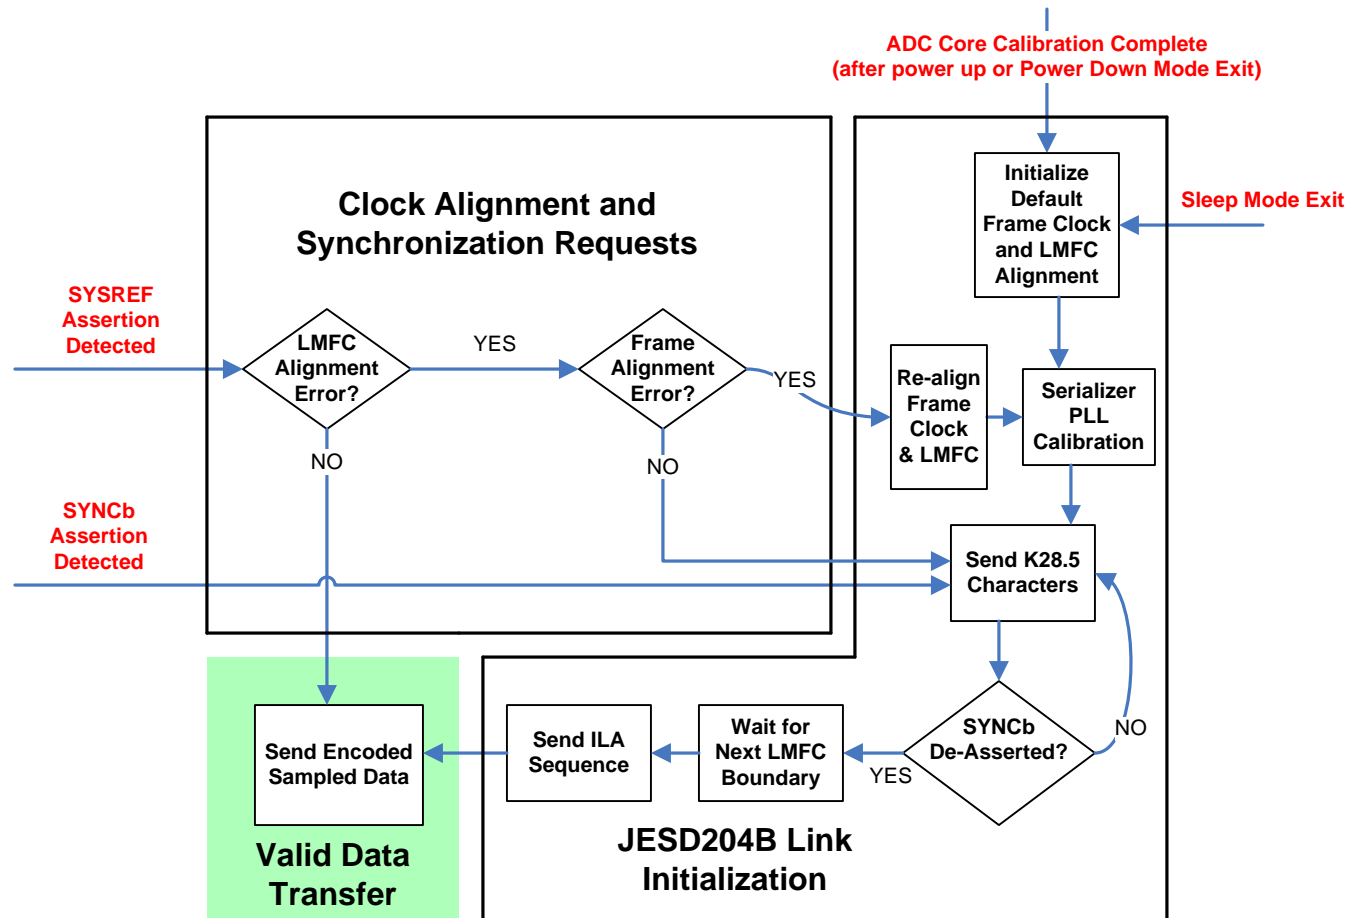 ADC Core Calibration Complete
(after power up or Power Down Mode Exit)
Clock Alignment and
Synchronization Requests
Initialize
Default
Frame Clock
and LMFC
Alignment
Sleep Mode Exit
SYSREF
Assertion
Detected
LMFC
Alignment
Error?
YES
Frame
Alignment
Error?
YES
Re-align
Frame
Clock
& LMFC
Serializer
PLL
Calibration
NO
NO
SYNCb
Assertion
Detected
Send K28.5
Characters
SYNCb
De-Asserted?
NO
YES
Wait for
Next LMFC
Boundary
Send ILA
Sequence
Send Encoded
Sampled Data
Valid Data
Transfer
JESD204B Link
Initialization